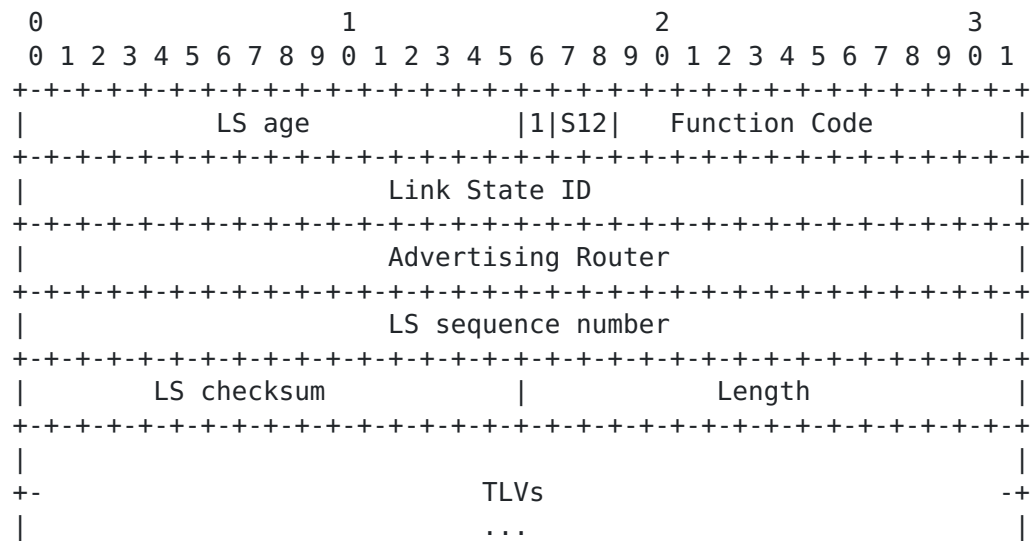 0                   1                   2                   3
 0 1 2 3 4 5 6 7 8 9 0 1 2 3 4 5 6 7 8 9 0 1 2 3 4 5 6 7 8 9 0 1
+-+-+-+-+-+-+-+-+-+-+-+-+-+-+-+-+-+-+-+-+-+-+-+-+-+-+-+-+-+-+-+-+
|            LS age             |1|S12|   Function Code         |
+-+-+-+-+-+-+-+-+-+-+-+-+-+-+-+-+-+-+-+-+-+-+-+-+-+-+-+-+-+-+-+-+
|                       Link State ID                           |
+-+-+-+-+-+-+-+-+-+-+-+-+-+-+-+-+-+-+-+-+-+-+-+-+-+-+-+-+-+-+-+-+
|                       Advertising Router                      |
+-+-+-+-+-+-+-+-+-+-+-+-+-+-+-+-+-+-+-+-+-+-+-+-+-+-+-+-+-+-+-+-+
|                       LS sequence number                      |
+-+-+-+-+-+-+-+-+-+-+-+-+-+-+-+-+-+-+-+-+-+-+-+-+-+-+-+-+-+-+-+-+
|        LS checksum            |            Length             |
+-+-+-+-+-+-+-+-+-+-+-+-+-+-+-+-+-+-+-+-+-+-+-+-+-+-+-+-+-+-+-+-+
|                                                               |
+-                            TLVs                             -+
|                             ...                               |